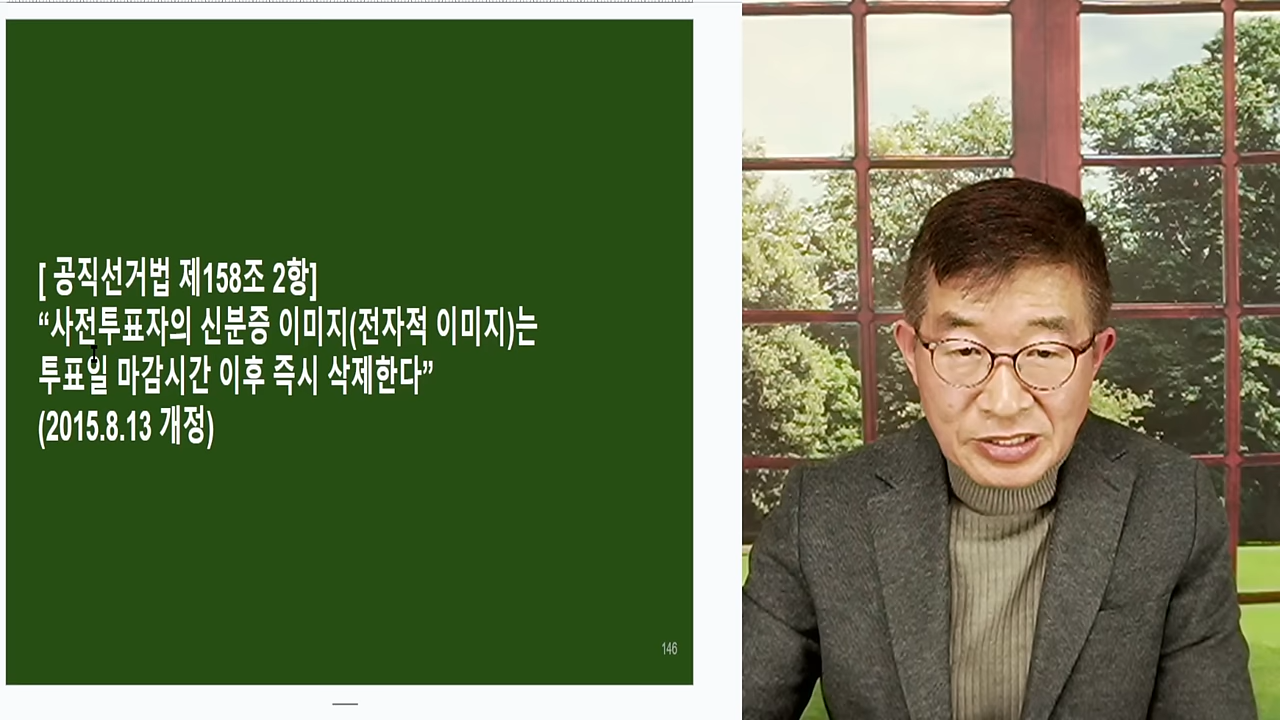 [ 공직선거법 제158조 2항]
“사전투표자의 신분증 이미지(전자적 이미지)는
투표일 마감시간 이후 즉시 삭제한다”
(2015.8.13 개정)
146